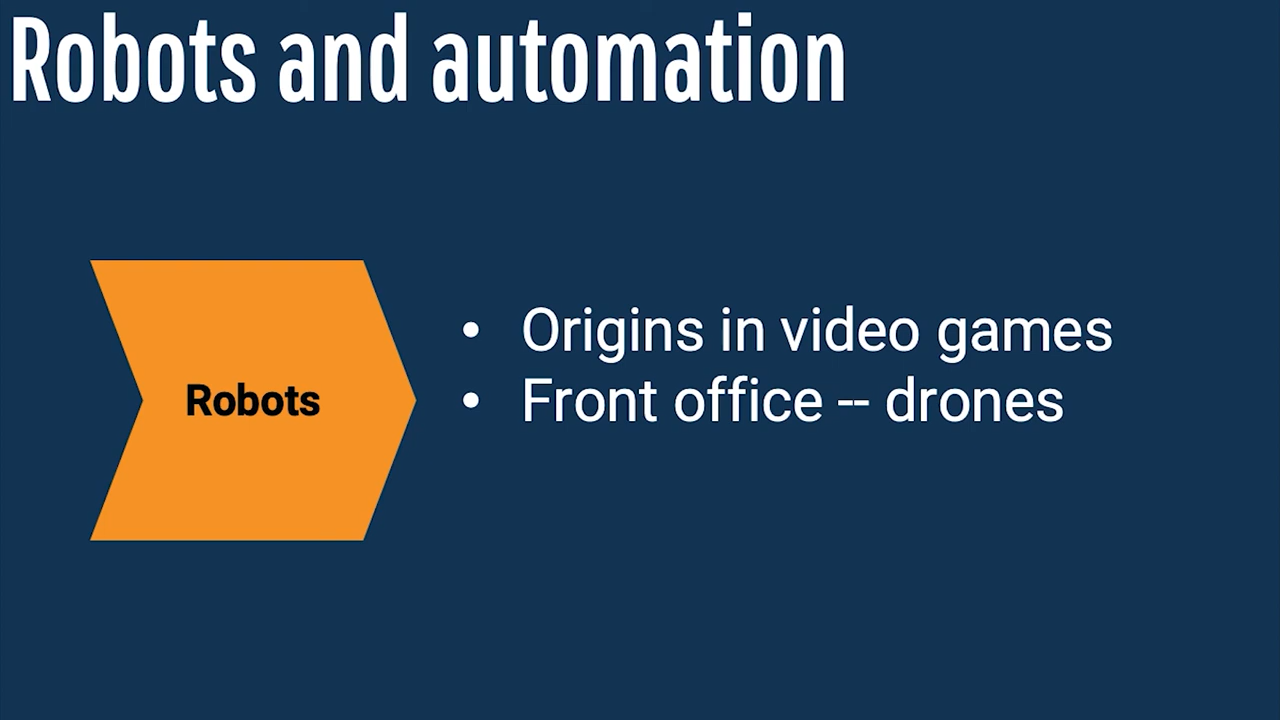 Robots and automation
Robots
• Origins in video games
• Front office -- drones